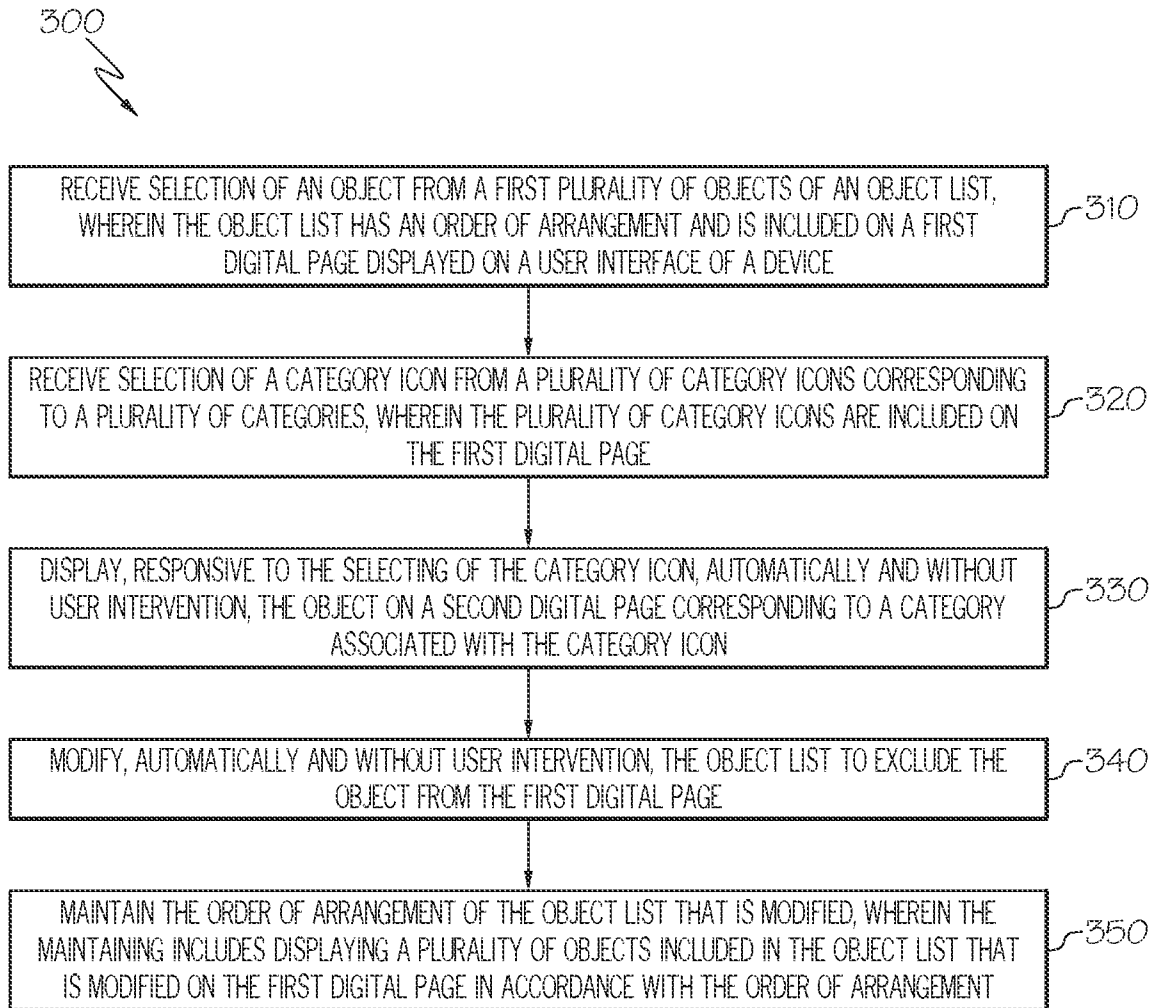 300
RECEIVE SELECTION OF AN OBJECT FROM A FIRST PLURALITY OF OBJECTS OF AN OBJECT LIST,
WHEREIN THE OBJECT LIST HAS AN ORDER OF ARRANGEMENT AND IS INCLUDED ON A FIRST
DIGITAL PAGE DISPLAYED ON A USER INTERFACE OF A DEVICE
310
RECEIVE SELECTION OF A CATEGORY ICON FROM A PLURALITY OF CATEGORY ICONS CORRESPONDING
TO A PLURALITY OF CATEGORIES, WHEREIN THE PLURALITY OF CATEGORY ICONS ARE INCLUDED ON
THE FIRST DIGITAL PAGE
320
DISPLAY, RESPONSIVE TO THE SELECTING OF THE CATEGORY ICON, AUTOMATICALLY AND WITHOUT
USER INTERVENTION, THE OBJECT ON A SECOND DIGITAL PAGE CORRESPONDING TO A CATEGORY
ASSOCIATED WITH THE CATEGORY ICON
330
MODIFY, AUTOMATICALLY AND WITHOUT USER INTERVENTION, THE OBJECT LIST TO EXCLUDE THE
OBJECT FROM THE FIRST DIGITAL PAGE
340
MAINTAIN THE ORDER OF ARRANGEMENT OF THE OBJECT LIST THAT IS MODIFIED, WHEREIN THE
MAINTAINING INCLUDES DISPLAYING A PLURALITY OF OBJECTS INCLUDED IN THE OBJECT LIST THAT
IS MODIFIED ON THE FIRST DIGITAL PAGE IN ACCORDANCE WITH THE ORDER OF ARRANGEMENT
350